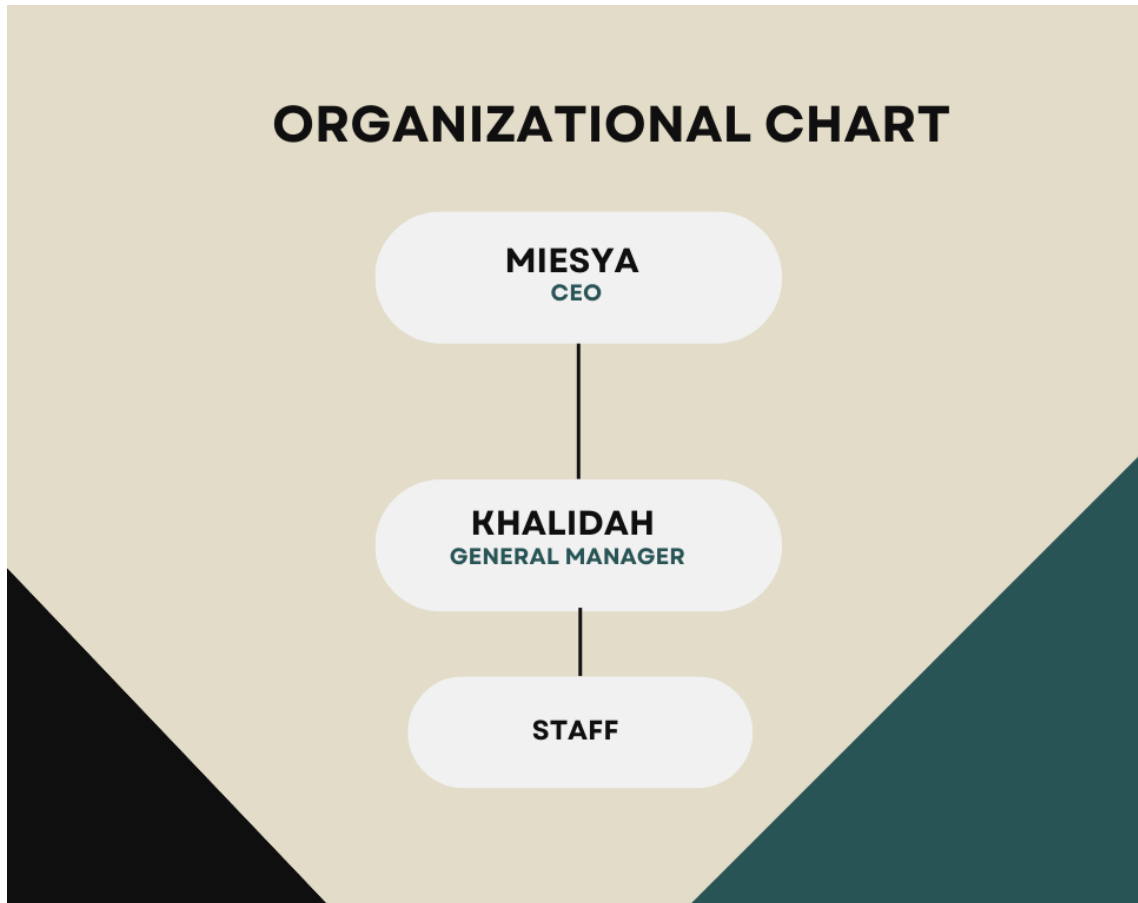 ORGANIZATIONAL CHART
MIESYA
CEO
KHALIDAH
GENERAL MANAGER
STAFF